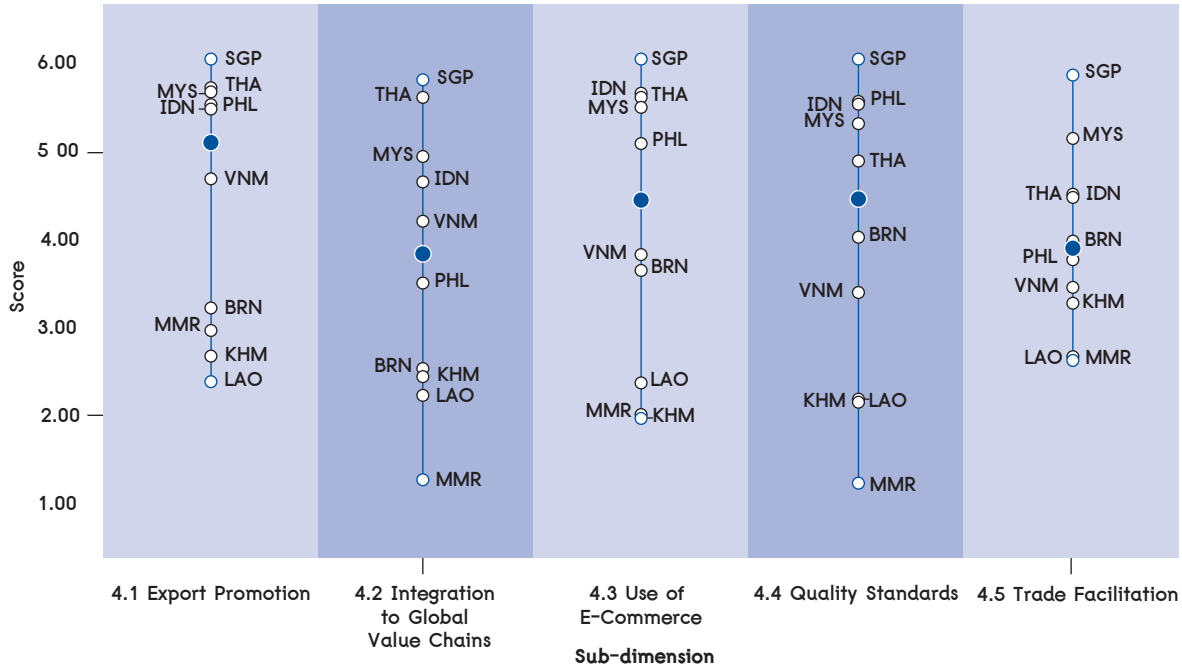 Score
6.00
5 00
4.00
3.00
2.00
1.00
SGP
THA
MYS
PHL
IDN
VNM
BRN
MMR
KHM
LAO
SGP
THA
MYS
IDN
VNM
PHL
BRN
KHM
LAO
MMR
SGP
IDN
THA
MYS
PHL
VNM
BRN
LAO
MMR
KHM
SGP
PHL
IDN
MYS
THA
BRN
VNM
KHM
LAO
MMR
SGP
MYS
THA
IDN
BRN
PHL
VNM
KHM
LAO
MMR
4.1 Export Promotion
4.2 Integration
to Global
Value Chains
4.3 Use of
E-Commerce
4.4 Quality Standards
4.5 Trade Facilitation
Sub-dimension